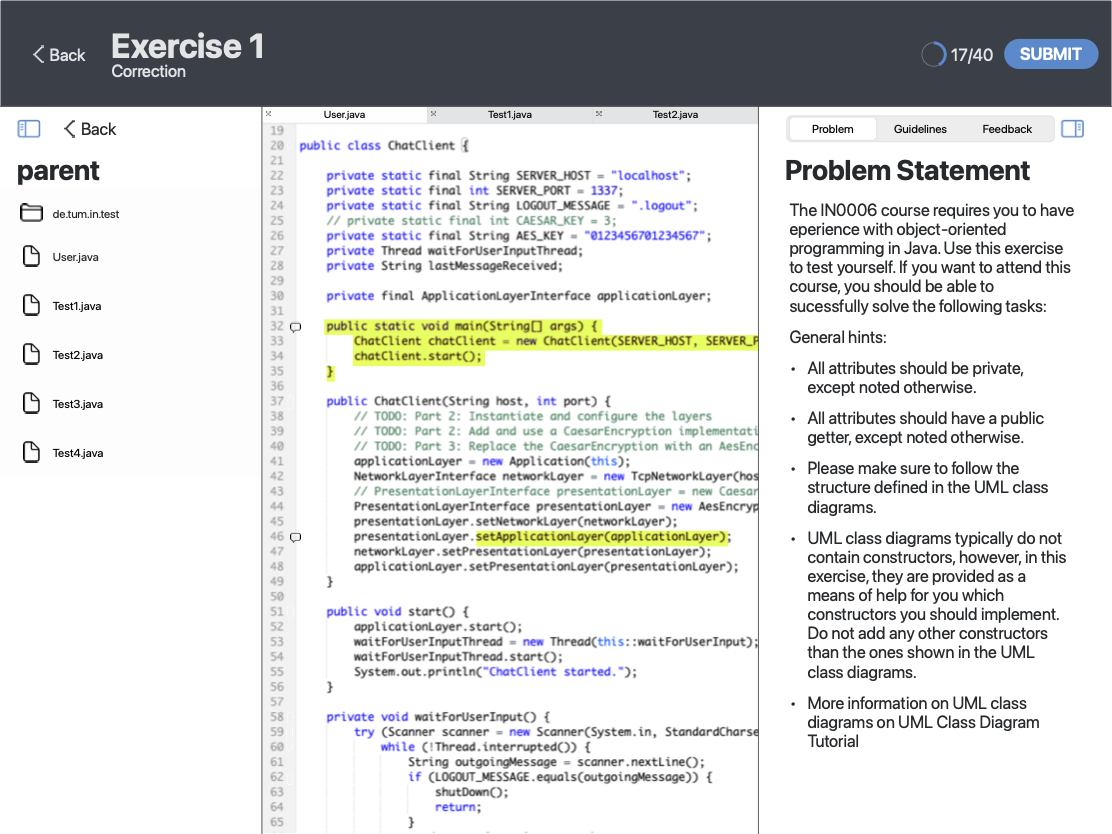 Back
Exercise 1
Correction
17/40
SUBMIT
Back
parent
de.tum.in.test
User.java
Test1.java
Test2.java
Test3.java
Test4.java
User.java
Test1.java
Test2.java
19
20 public class ChatClient {
21
22 private static final String SERVER_HOST = "localhost";
23 private static final int SERVER_PORT = 1337;
24 private static final String LOGOUT_MESSAGE = ".logout";
25 // private static final int CAESAR_KEY = 3;
26 private static final String AES_KEY = "0123456701234567";
27 private Thread waitForUserInputThread;
28 private String lastMessageReceived;
29
30 private final ApplicationLayerInterface applicationLayer;
31
32 public static void main(String[] args) {
33 ChatClient chatClient = new ChatClient(SERVER_HOST, SERVER_P
34 chatClient.start();
35 }
36
37 public ChatClient(String host, int port) {
38 // TODO: Part 2: Instantiate and configure the layers
39 // TODO: Part 2: Add and use a CaesarEncryption implementati
40 // TODO: Part 3: Replace the CaesarEncryption with an AesEnc
41 applicationLayer = new Application(this);
42 NetworkLayerInterface networkLayer = new TcpNetworkLayer(hos
43 // PresentationLayerInterface presentationLayer = new Caesar
44 PresentationLayerInterface presentationLayer = new AesEncryp
45 presentationLayer.setNetworkLayer(networkLayer);
46 presentationLayer.setApplicationLayer(applicationLayer);
47 networkLayer.setPresentationLayer(presentationLayer);
48 applicationLayer.setPresentationLayer(presentationLayer);
49 }
50
51 public void start() {
52 applicationLayer.start();
53 waitForUserInputThread = new Thread(this::waitForUserInput);
54 waitForUserInputThread.start();
55 System.out.println("ChatClient started.");
56 }
57
58 private void waitForUserInput() {
59 try (Scanner scanner = new Scanner(System.in, StandardCharse
60 while (!Thread.interrupted()) {
61 String outgoingMessage = scanner.nextLine();
62 if (LOGOUT_MESSAGE.equals(outgoingMessage)) {
63 shutDown();
64 return;
65 }
Problem
Guidelines
Feedback
Problem Statement
The IN0006 course requires you to have
eperience with object-oriented
programming in Java. Use this exercise
to test yourself. If you want to attend this
course, you should be able to
sucessfully solve the following tasks:
General hints:
• All attributes should be private,
except noted otherwise.
• All attributes should have a public
getter, except noted otherwise.
• Please make sure to follow the
structure defined in the UML class
diagrams.
• UML class diagrams typically do not
contain constructors, however, in this
exercise, they are provided as a
means of help for you which
constructors you should implement.
Do not add any other constructors
than the ones shown in the UML
class diagrams.
• More information on UML class
diagrams on UML Class Diagram
Tutorial